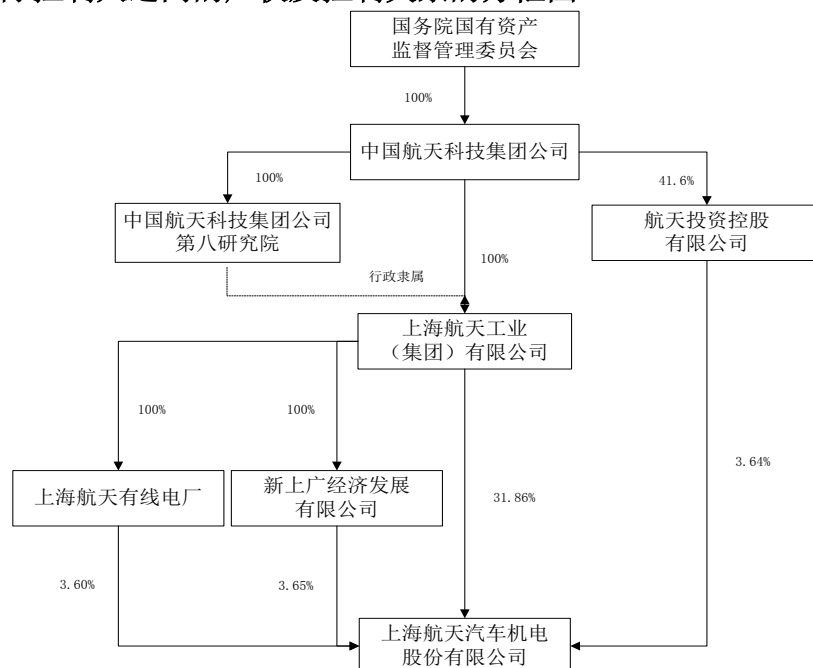 国务院国有资产
监督管理委员会
100%
中国航天科技集团公司
100%
41.6%
中国航天科技集团公司
第八研究院
航天投资控股
有限公司
100%
行政隶属
上海航天工业
（集团）有限公司
100%
100%
3.64%
上海航天有线电厂
新上广经济发展
有限公司
31.86%
3.60%
3.65%
上海航天汽车机电
股份有限公司